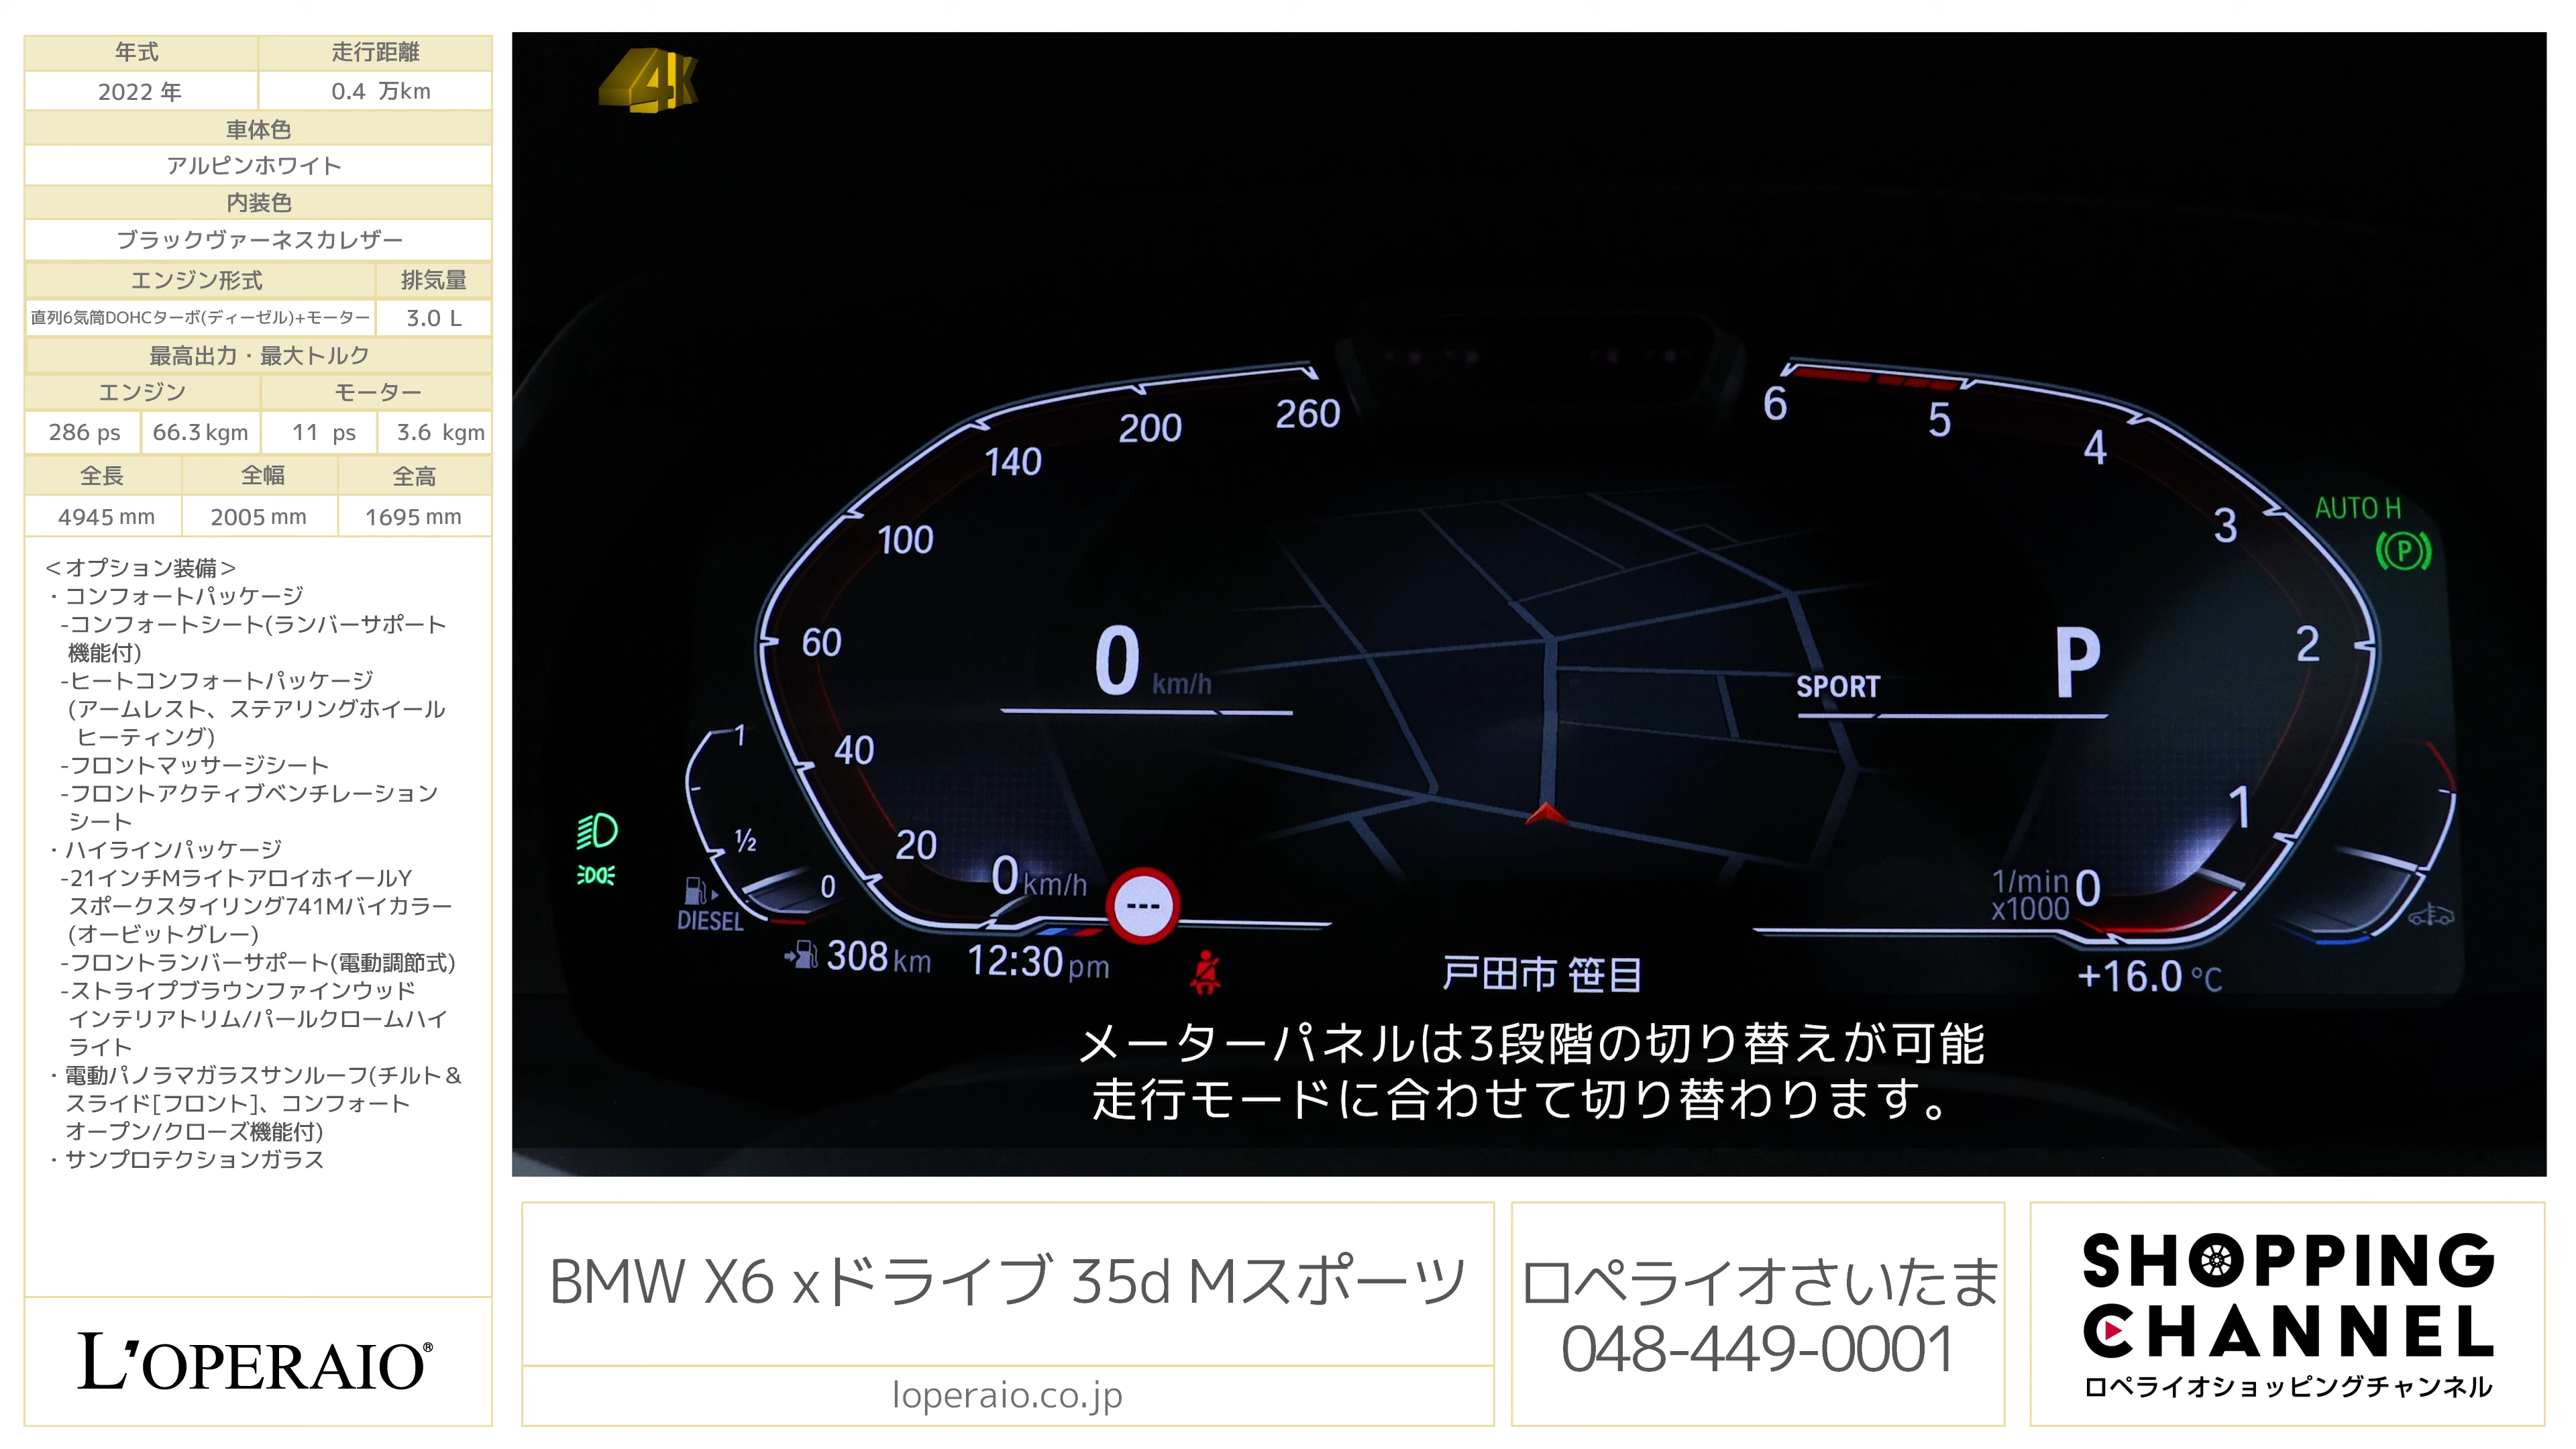 年式 走行距離
2022 年 0.4 万km
車体色
アルピンホワイト
内装色
ブラックヴァーネスカレザー
エンジン形式 排気量
直列6気筒DOHCターボ(ディーゼル)+モーター 3.0 L
最高出力・最大トルク
エンジン モーター
286 ps 66.3 kgm 11 ps 3.6 kgm
全長 全幅 全高
4945 mm 2005 mm 1695 mm
＜オプション装備＞
・コンフォートパッケージ
-コンフォートシート(ランバーサポート
機能付)
-ヒートコンフォートパッケージ
(アームレスト、ステアリングホイール
ヒーティング)
-フロントマッサージシート
-フロントアクティブベンチレーション
シート
・ハイラインパッケージ
-21インチMライトアロイホイールY
スポークスタイリング741Mバイカラー
(オービットグレー)
-フロントランバーサポート(電動調節式)
-ストライプブラウンファインウッド
インテリアトリム/パールクロームハイ
ライト
・電動パノラマガラスサンルーフ(チルト＆
スライド[フロント]、コンフォート
オープン/クローズ機能付)
・サンプロテクションガラス
L'OPERAIO®
4K
260
200
140
100
60
40
20
0 km/h
0 km/h
1
½
0
DIESEL
308 km
12:30 pm
---
戸田市 笹目
6
5
4
3
2
1
0
1/min
x1000
SPORT
P
AUTO H
(P)
+16.0 °C
メーターパネルは3段階の切り替えが可能
走行モードに合わせて切り替わります。
BMW X6 xドライブ 35d Mスポーツ
loperaio.co.jp
ロペライオさいたま
048-449-0001
SHOPPING
CHANNEL
ロペライオショッピングチャンネル